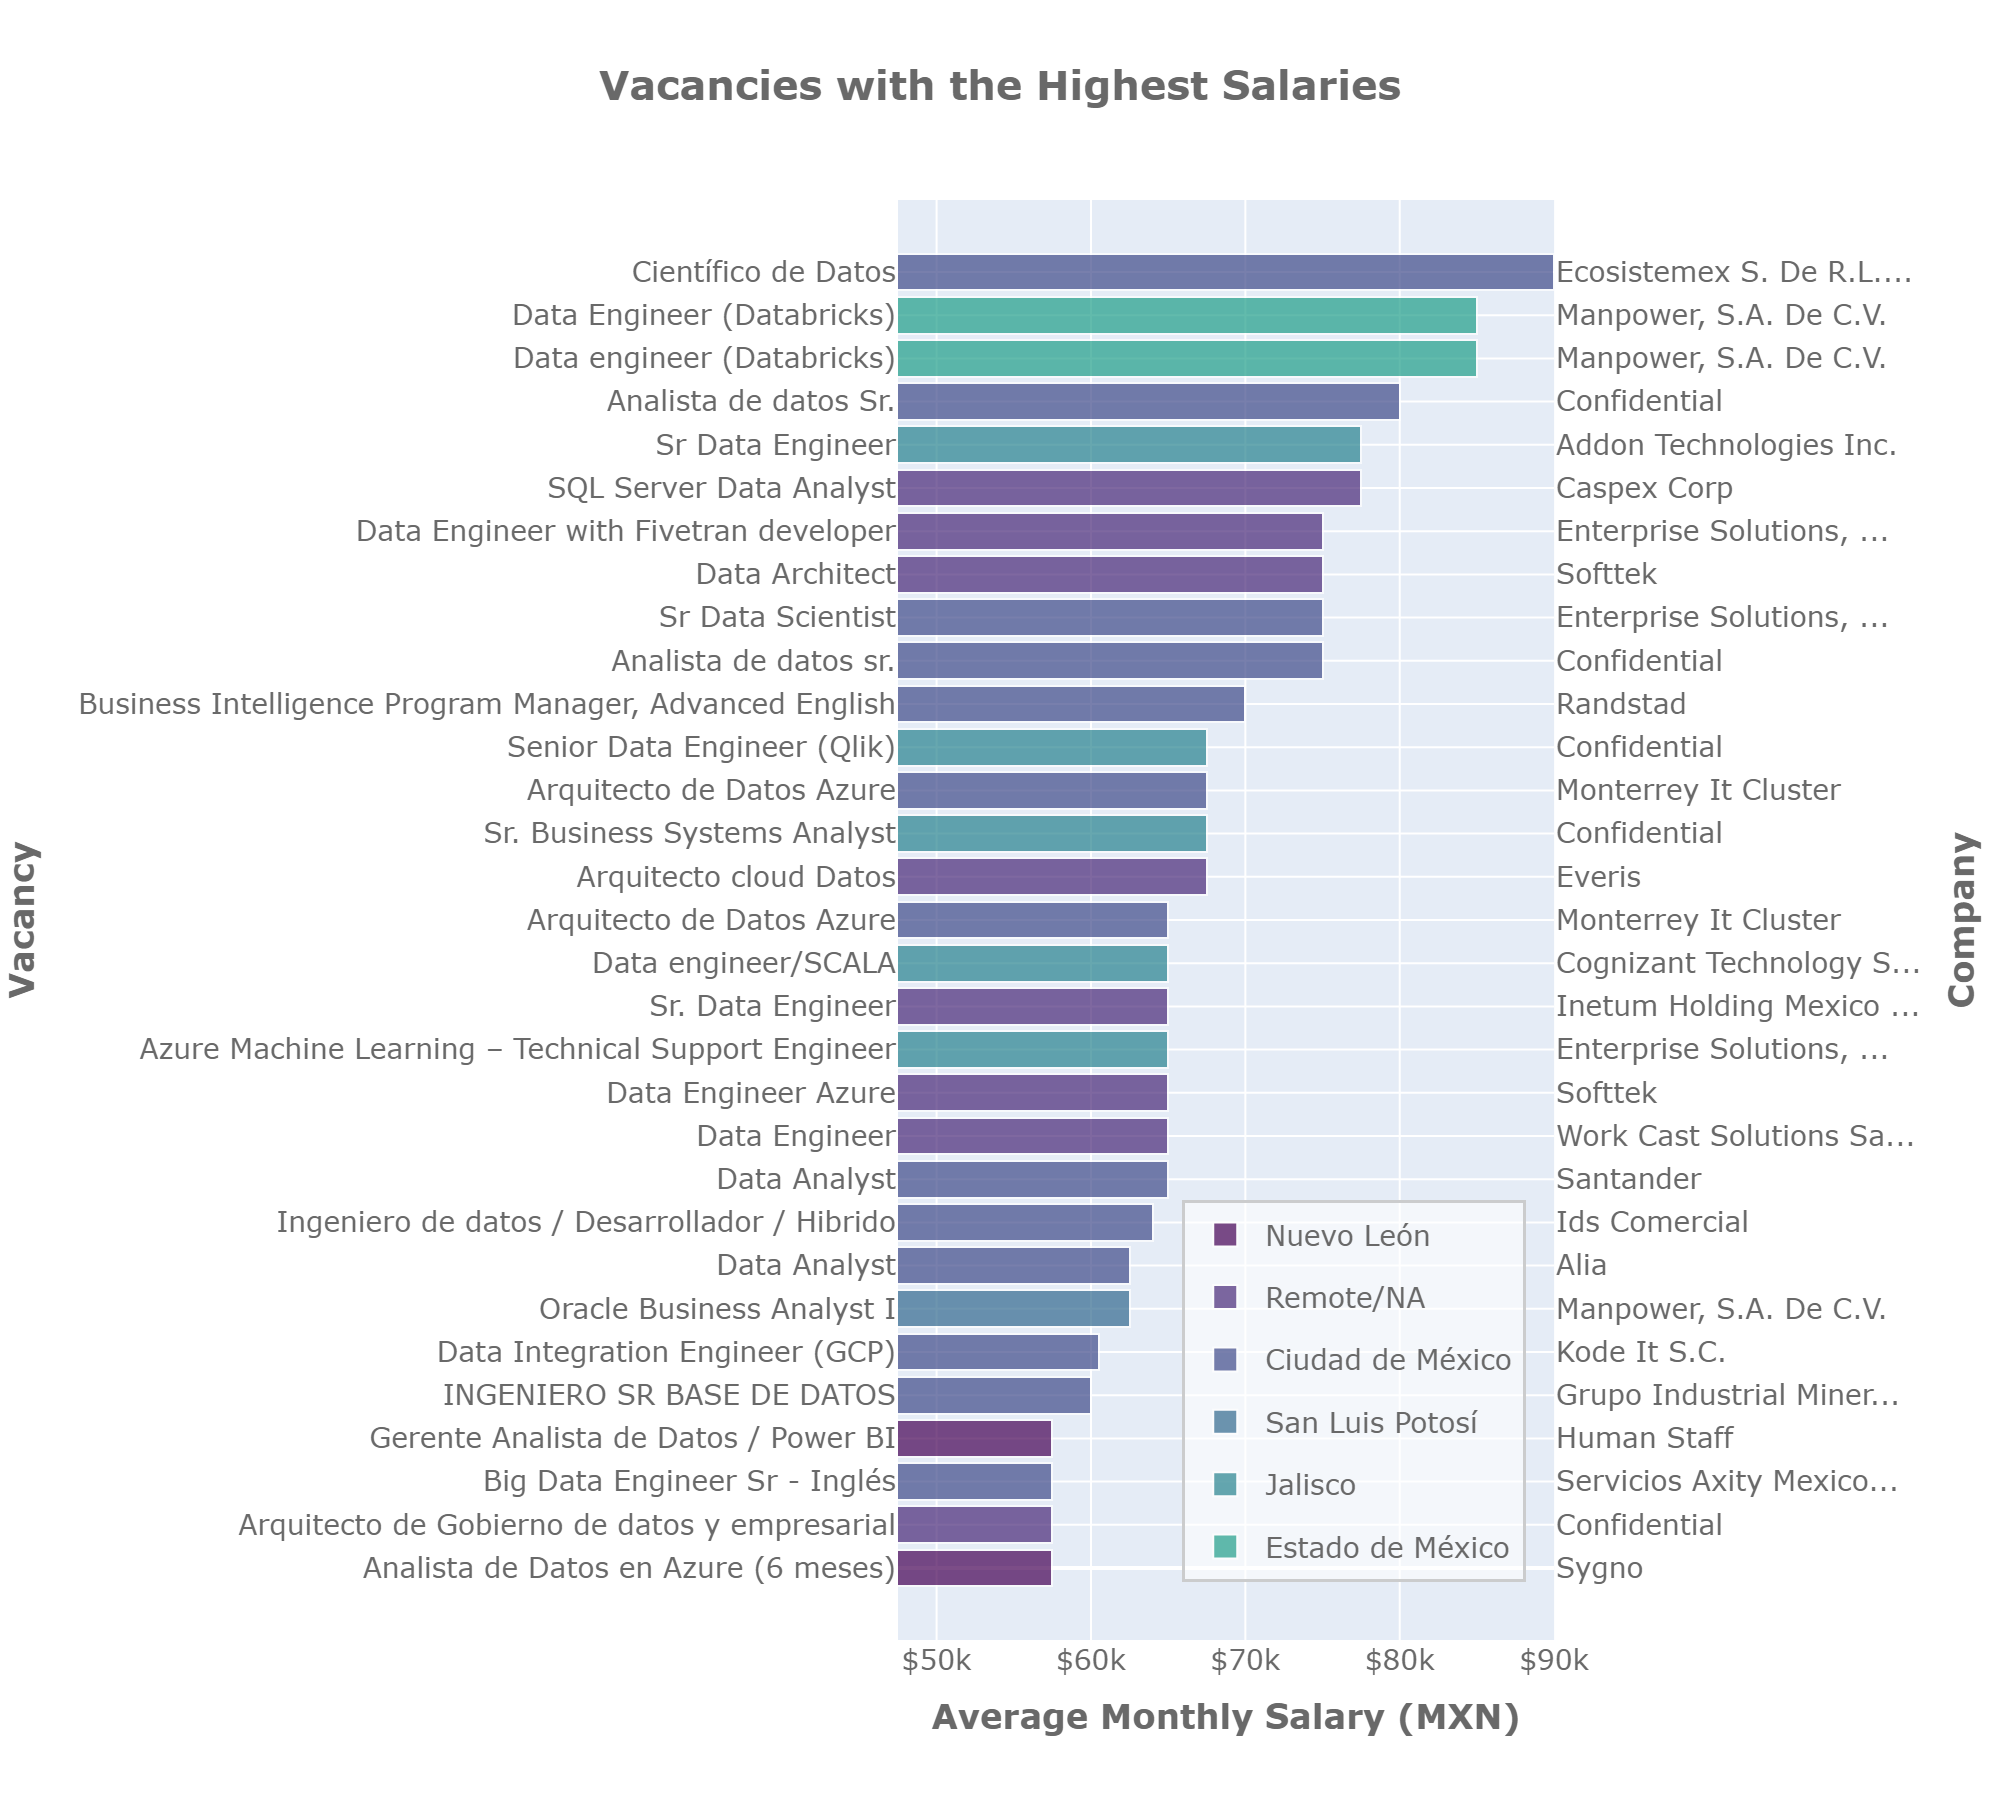 Vacancies with the Highest Salaries
Científico de Datos Ecosistemex S. De R.L....
Data Engineer (Databricks) Manpower, S.A. De C.V.
Data engineer (Databricks) Manpower, S.A. De C.V.
Analista de datos Sr. Confidential
Sr Data Engineer Addon Technologies Inc.
SQL Server Data Analyst Caspex Corp
Data Engineer with Fivetran developer Enterprise Solutions, ...
Data Architect Softtek
Sr Data Scientist Enterprise Solutions, ...
Analista de datos sr. Confidential
Business Intelligence Program Manager, Advanced English Randstad
Senior Data Engineer (Qlik) Confidential
Arquitecto de Datos Azure Monterrey It Cluster
Sr. Business Systems Analyst Confidential
Arquitecto cloud Datos Everis
Arquitecto de Datos Azure Monterrey It Cluster
Data engineer/SCALA Cognizant Technology S...
Sr. Data Engineer Inetum Holding Mexico ...
Azure Machine Learning – Technical Support Engineer Enterprise Solutions, ...
Data Engineer Azure Softtek
Data Engineer Work Cast Solutions Sa...
Data Analyst Santander
Ingeniero de datos / Desarrollador / Hibrido Ids Comercial
Data Analyst Alia
Oracle Business Analyst I Manpower, S.A. De C.V.
Data Integration Engineer (GCP) Kode It S.C.
INGENIERO SR BASE DE DATOS Grupo Industrial Miner...
Gerente Analista de Datos / Power BI Human Staff
Big Data Engineer Sr - Inglés Servicios Axity Mexico...
Arquitecto de Gobierno de datos y empresarial Confidential
Analista de Datos en Azure (6 meses) Sygno
Vacancy
Company
Nuevo León
Remote/NA
Ciudad de México
San Luis Potosí
Jalisco
Estado de México
$50k $60k $70k $80k $90k
Average Monthly Salary (MXN)